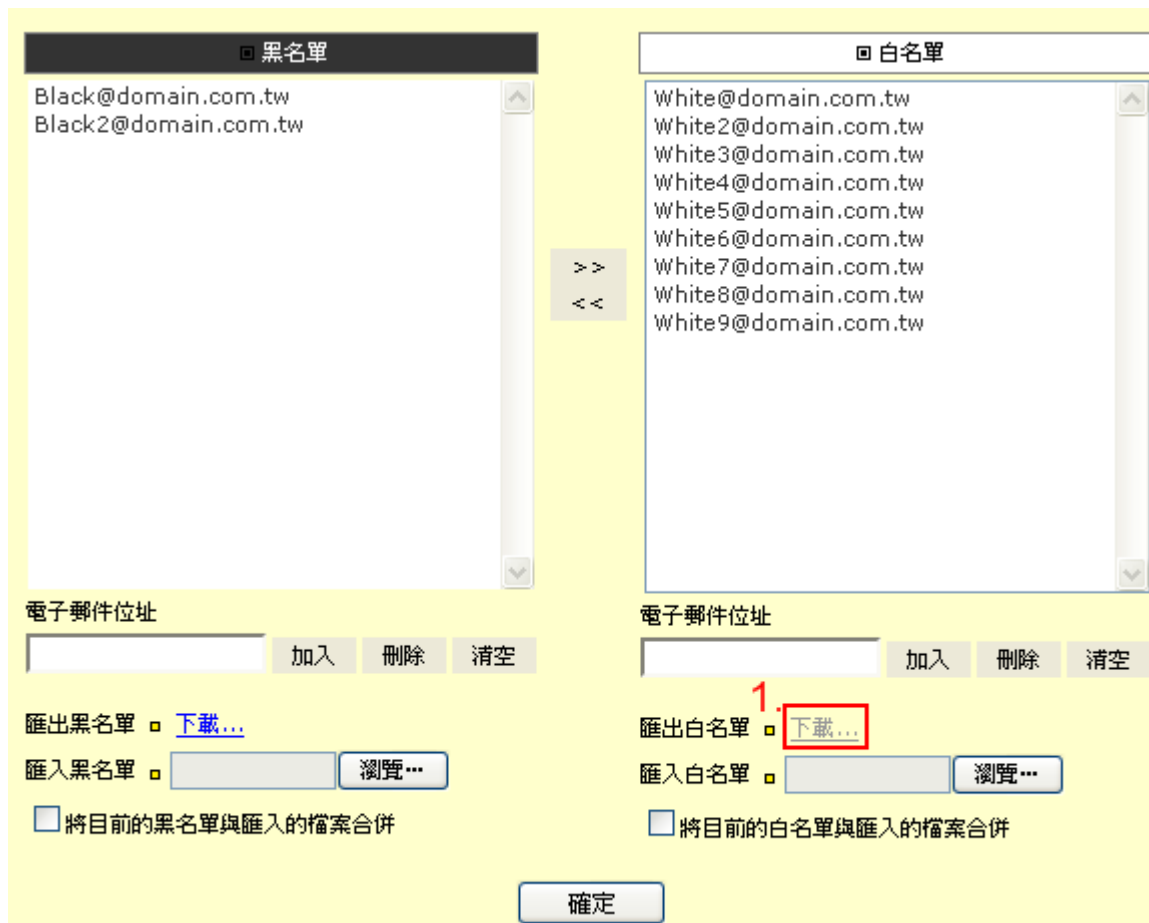 黑名單
Black@domain.com.tw
Black2@domain.com.tw
>>
<<
白名單
White@domain.com.tw
White2@domain.com.tw
White3@domain.com.tw
White4@domain.com.tw
White5@domain.com.tw
White6@domain.com.tw
White7@domain.com.tw
White8@domain.com.tw
White9@domain.com.tw
電子郵件位址
加入 刪除 清空
匯出黑名單 下載...
匯入黑名單 瀏覽...
將目前的黑名單與匯入的檔案合併
電子郵件位址
加入 刪除 清空
1.
匯出白名單 下載...
匯入白名單 瀏覽...
將目前的白名單與匯入的檔案合併
確定